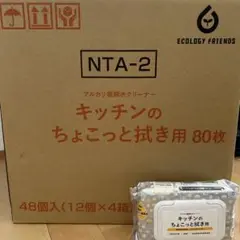 ECOLOGY FRIENDS
NTA-2
アルカリ電解水クリーナー
キッチンの
ちょこっと拭き用 80枚
48個入(12個×4箱)
キッチンの
ちょこっと拭き用